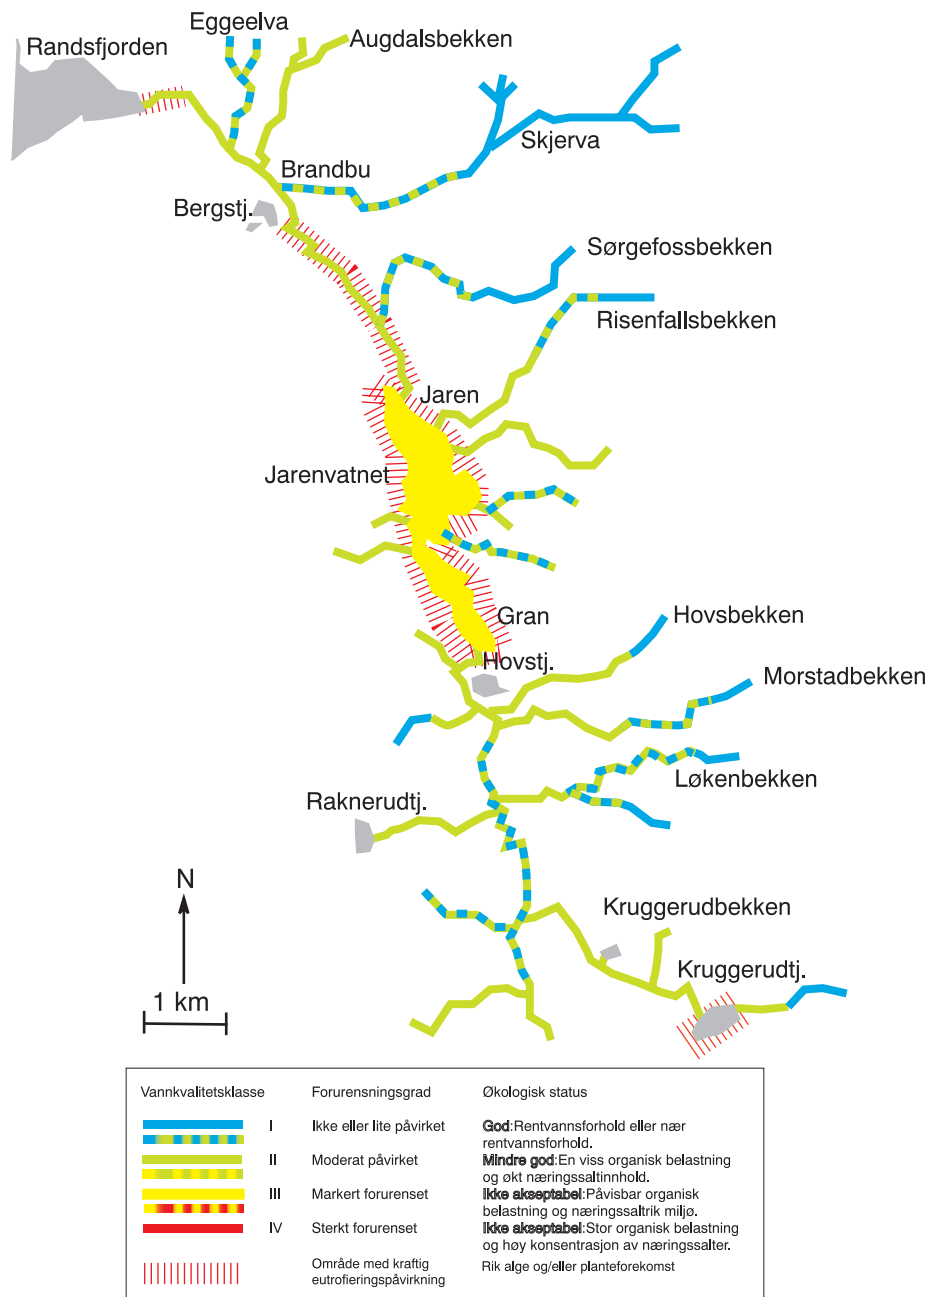 Eggeelva
Randsfjorden
Augdalsbekken
Skjerva
Brandbu
Bergstj.
Sørgefossbekken
Risenfallsbekken
Jaren
Jarenvatnet
Gran
Hovsbekken
Hovstj.
Morstadbekken
Løkenbekken
Raknerudtj.
N
Kruggerudbekken
Kruggerudtj.
1 km
Vannkvalitetsklasse Forurensningsgrad Økologisk status
I Ikke eller lite påvirket God:Rentvannsforhold eller nær
rentvannsforhold.
II Moderat påvirket Mindre god:En viss organisk belastning
og økt næringssaltinnhold.
III Markert forurenset Ikke akseptabel:Påvisbar organisk
belastning og næringssaltrik miljø.
IV Sterkt forurenset Ikke akseptabel:Stor organisk belastning
og høy konsentrasjon av næringssalter.
Område med kraftig Rik alge og/eller planteforekomst
eutrofieringspåvirkning